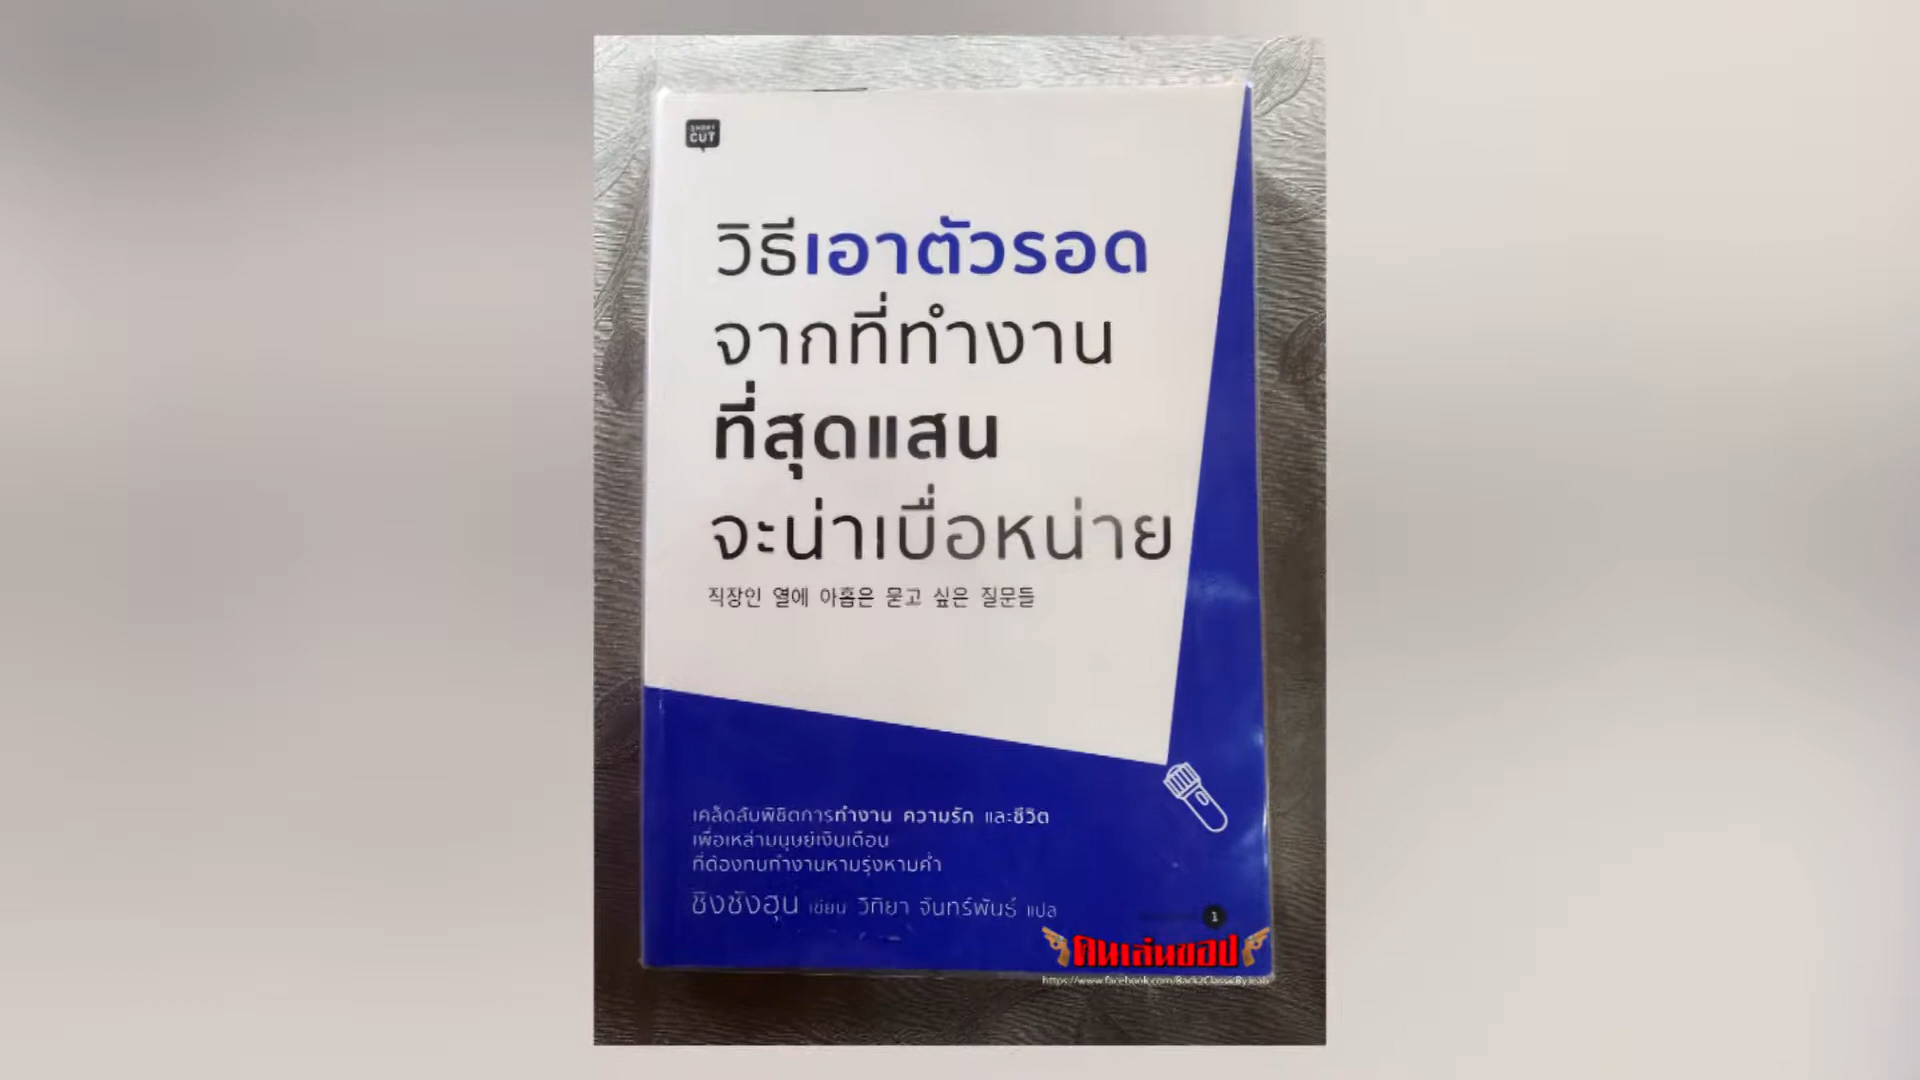 SHORT
CUT
วิธีเอาตัวรอด
จากที่ทำงาน
ที่สุดแสน
จะน่าเบื่อหน่าย
직장인 열에 아홉은 묻고 싶은 질문들
เคล็ดลับพิชิตการทำงาน ความรัก และชีวิต
เพื่อเหล่ามนุษย์เงินเดือน
ที่ต้องทนทำงานหามรุ่งหามค่ำ
ชิงชังฮุน เขียน วิทิยา จันทร์พันธ์ แปล
1
คนเล่นของ
https://www.facebook.com/Back2ClassicByJeab